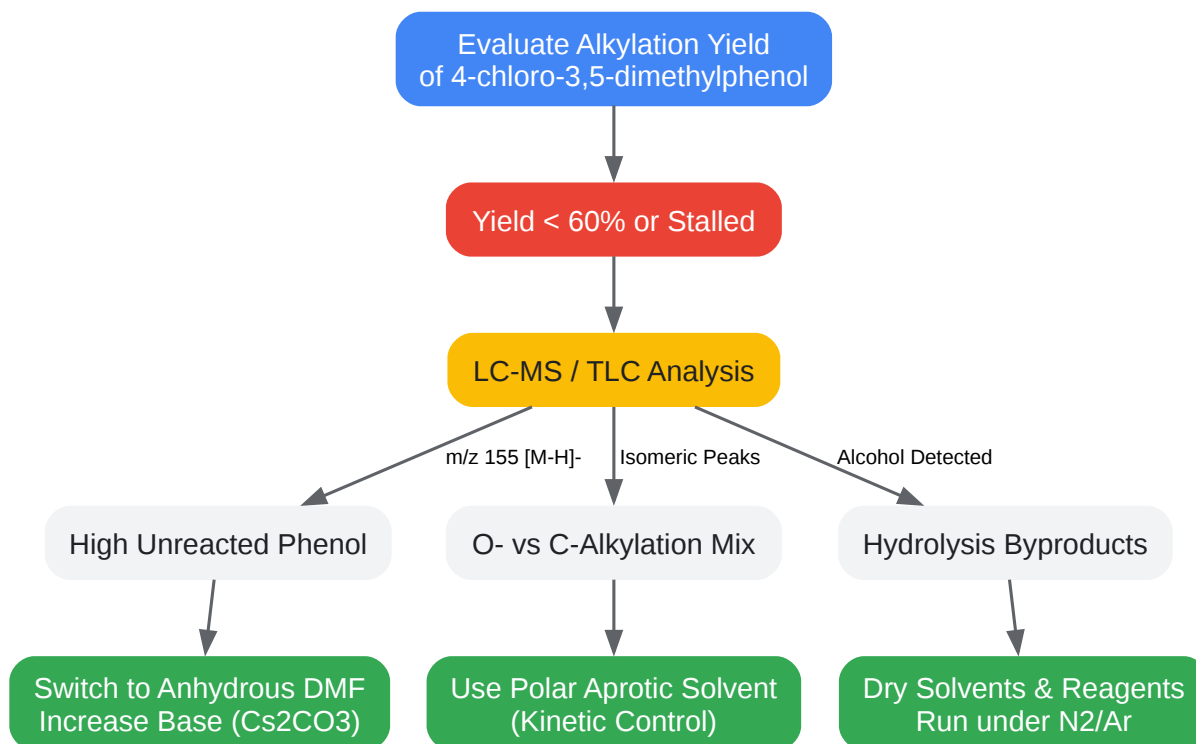 Evaluate Alkylation Yield
of 4-chloro-3,5-dimethylphenol
Yield < 60% or Stalled
LC-MS / TLC Analysis
m/z 155 [M-H]-
Isomeric Peaks
Alcohol Detected
High Unreacted Phenol
O- vs C-Alkylation Mix
Hydrolysis Byproducts
Switch to Anhydrous DMF
Increase Base (Cs2CO3)
Use Polar Aprotic Solvent
(Kinetic Control)
Dry Solvents & Reagents
Run under N2/Ar